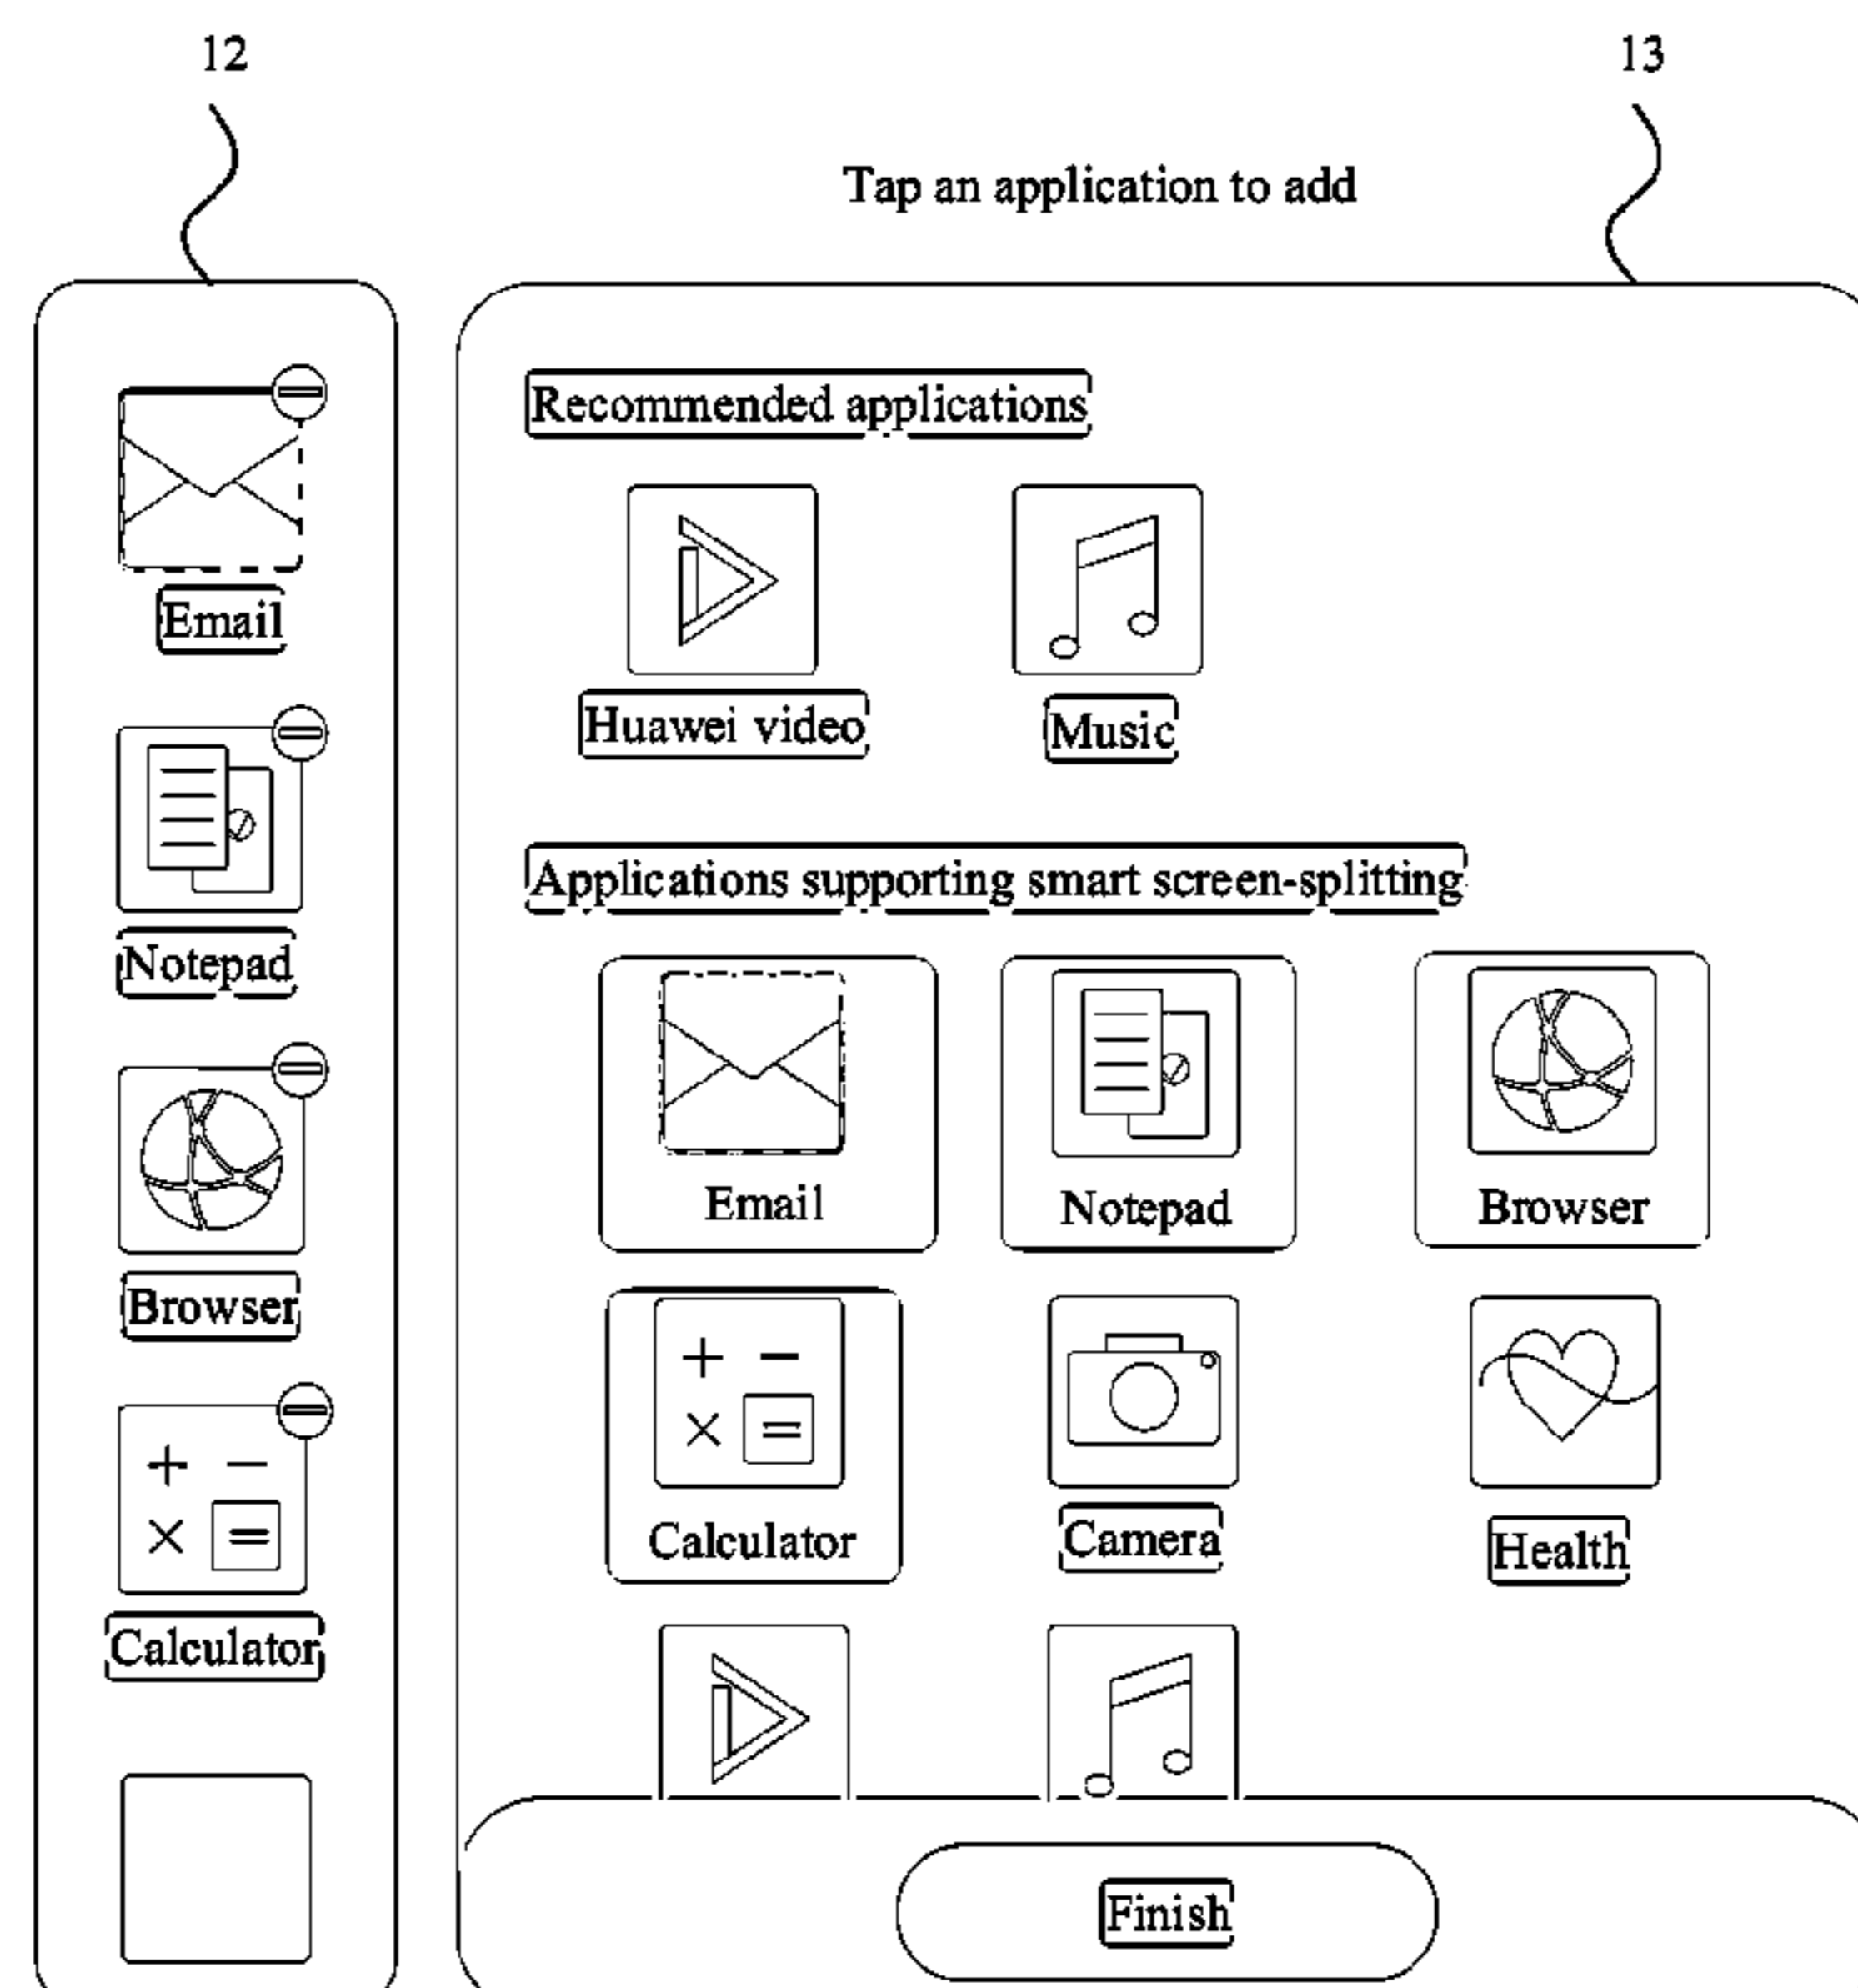 12
13
Tap an application to add
Email
Notepad
Browser
Calculator
Recommended applications
Huawei video
Music
Applications supporting smart screen-splitting
Email
Notepad
Browser
Calculator
Camera
Health
Finish